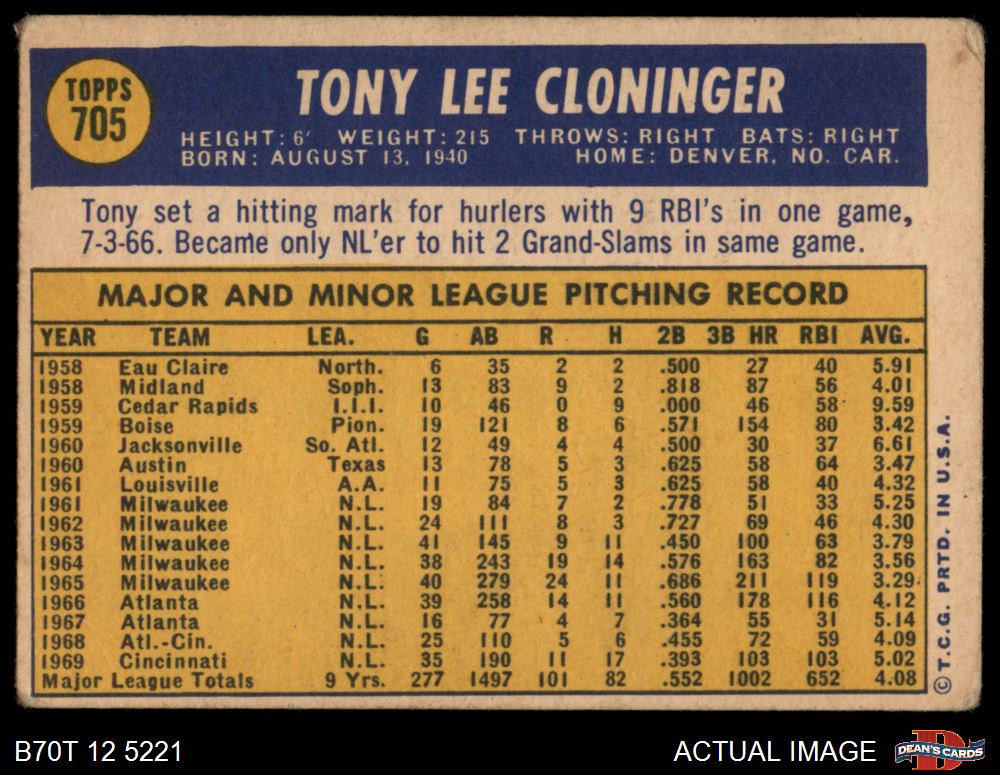 TOPPS
705
TONY LEE CLONINGER
HEIGHT: 6' WEIGHT: 215 THROWS: RIGHT BATS: RIGHT
BORN: AUGUST 13, 1940 HOME: DENVER, NO. CAR.
Tony set a hitting mark for hurlers with 9 RBI's in one game,
7-3-66. Became only NL'er to hit 2 Grand-Slams in same game.
MAJOR AND MINOR LEAGUE PITCHING RECORD
YEAR TEAM LEA. G AB R H 2B 3B HR RBI AVG.
1958 Eau Claire North. 6 35 2 2 .500 27 40 5.91
1958 Midland Soph. 13 83 9 2 .818 87 56 4.01
1959 Cedar Rapids I.I.I. 10 46 0 9 .000 46 58 9.59
1959 Boise Pion. 19 121 8 6 .571 154 80 3.42
1960 Jacksonville So. Atl. 12 49 4 4 .500 30 37 6.61
1960 Austin Texas 13 78 5 3 .625 58 64 3.47
1961 Louisville A.A. 11 75 5 3 .625 58 40 4.32
1961 Milwaukee N.L. 19 84 7 2 .778 51 33 5.25
1962 Milwaukee N.L. 24 111 8 3 .727 69 46 4.30
1963 Milwaukee N.L. 41 145 9 11 .450 100 63 3.79
1964 Milwaukee N.L. 38 243 19 14 .576 163 82 3.56
1965 Milwaukee N.L. 40 279 24 11 .686 211 119 3.29
1966 Atlanta N.L. 39 258 14 11 .560 178 116 4.12
1967 Atlanta N.L. 16 77 4 7 .364 55 31 5.14
1968 Atl.-Cin. N.L. 25 110 5 6 .455 72 59 4.09
1969 Cincinnati N.L. 35 190 11 17 .393 103 103 5.02
Major League Totals 9 Yrs. 277 1497 101 82 .552 1002 652 4.08
© T.C.G. PRTD. IN U.S.A.
B70T 12 5221
ACTUAL IMAGE
DEAN'S CARDS